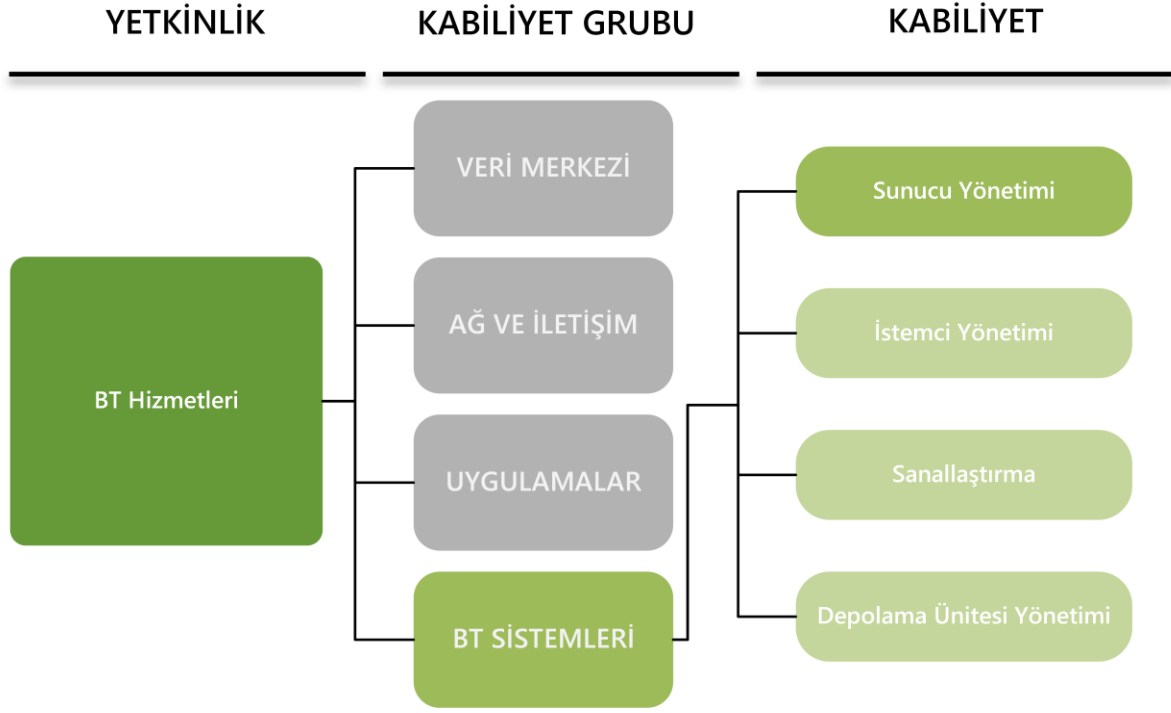 YETKİNLİK
KABİLİYET GRUBU
KABİLİYET
BT Hizmetleri
VERİ MERKEZİ
AĞ VE İLETİŞİM
UYGULAMALAR
BT SİSTEMLERİ
Sunucu Yönetimi
İstemci Yönetimi
Sanallaştırma
Depolama Ünitesi Yönetimi